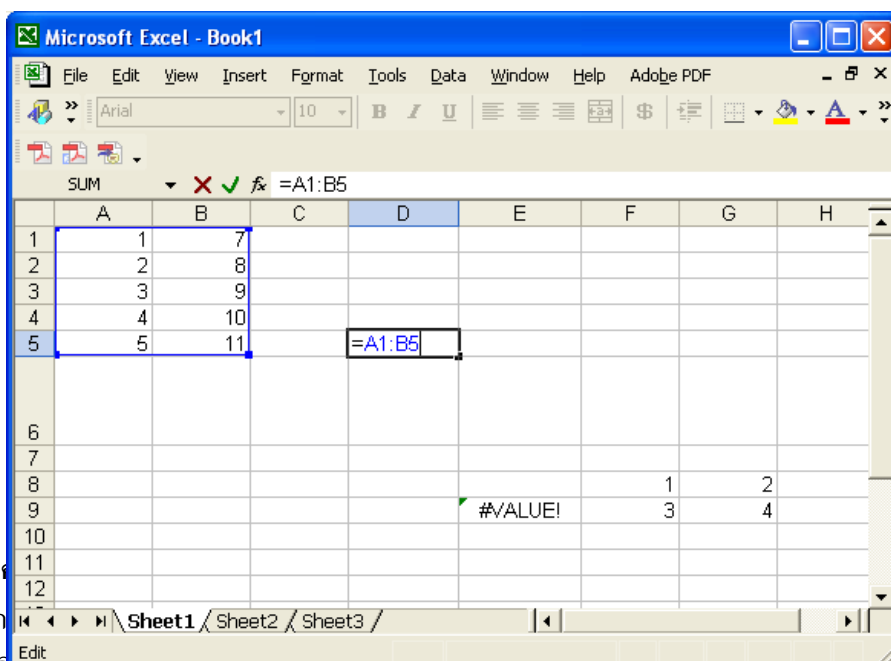 Microsoft Excel - Book1
File Edit View Insert Format Tools Data Window Help Adobe PDF
Arial 10 B I U $ A
SUM fx =A1:B5
A B C D E F G H
1 1 7
2 2 8
3 3 9
4 4 10
5 5 11 =A1:B5
6
7
8 1 2
9 #VALUE! 3 4
10
11
12
Sheet1 Sheet2 Sheet3
Edit